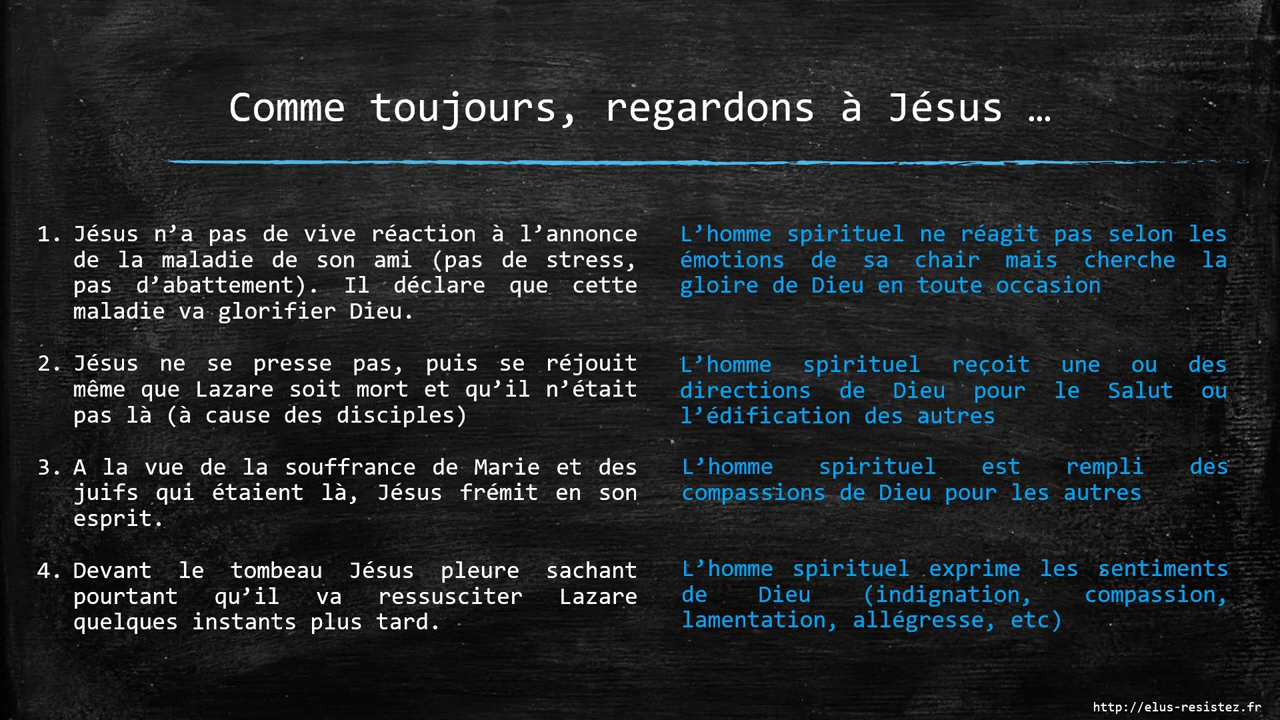 Comme toujours, regardons à Jésus …
1. Jésus n’a pas de vive réaction à l’annonce
de la maladie de son ami (pas de stress,
pas d’abattement). Il déclare que cette
maladie va glorifier Dieu.
2. Jésus ne se presse pas, puis se réjouit
même que Lazare soit mort et qu’il n’était
pas là (à cause des disciples)
3. A la vue de la souffrance de Marie et des
juifs qui étaient là, Jésus frémit en son
esprit.
4. Devant le tombeau Jésus pleure sachant
pourtant qu’il va ressusciter Lazare
quelques instants plus tard.
L’homme spirituel ne réagit pas selon les
émotions de sa chair mais cherche la
gloire de Dieu en toute occasion
L’homme spirituel reçoit une ou des
directions de Dieu pour le Salut ou
l’édification des autres
L’homme spirituel est rempli des
compassions de Dieu pour les autres
L’homme spirituel exprime les sentiments
de Dieu (indignation, compassion,
lamentation, allégresse, etc)
http://elus-resistez.fr